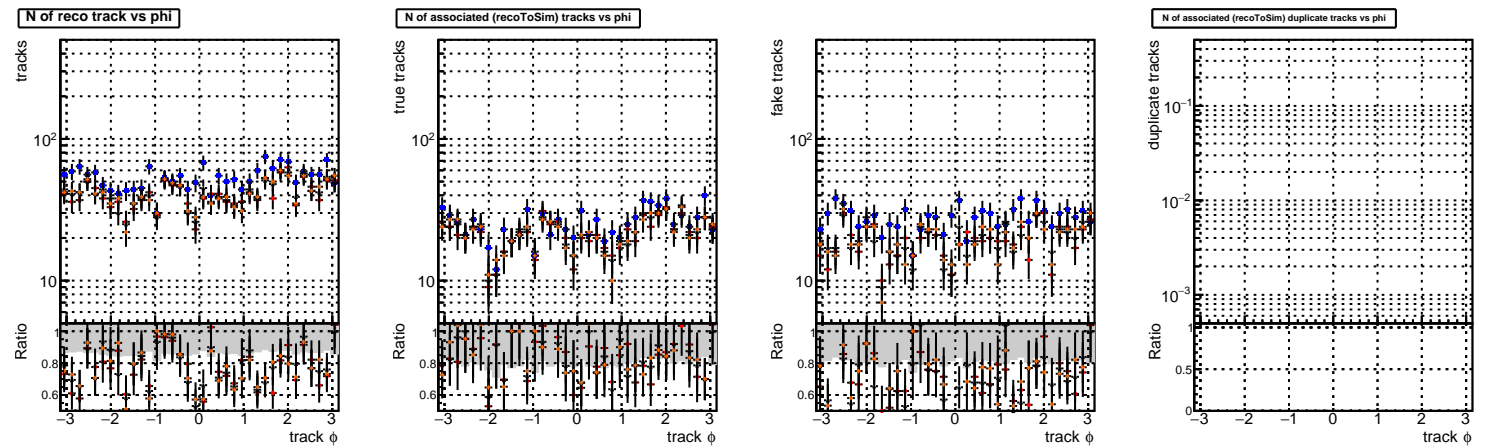 N of reco track vs phi
tracks
10²
10
Ratio
1
0.8
0.6
−3 −2 −1 0 1 2 3
track ϕ
N of associated (recoToSim) tracks vs phi
true tracks
10²
10
Ratio
1
0.8
0.6
−3 −2 −1 0 1 2 3
track ϕ
fake tracks
10²
10
Ratio
1
0.8
0.6
−3 −2 −1 0 1 2 3
track ϕ
N of associated (recoToSim) duplicate tracks vs phi
duplicate tracks
10⁻¹
10⁻²
10⁻³
Ratio
1
0.5
0
−3 −2 −1 0 1 2 3
track ϕ